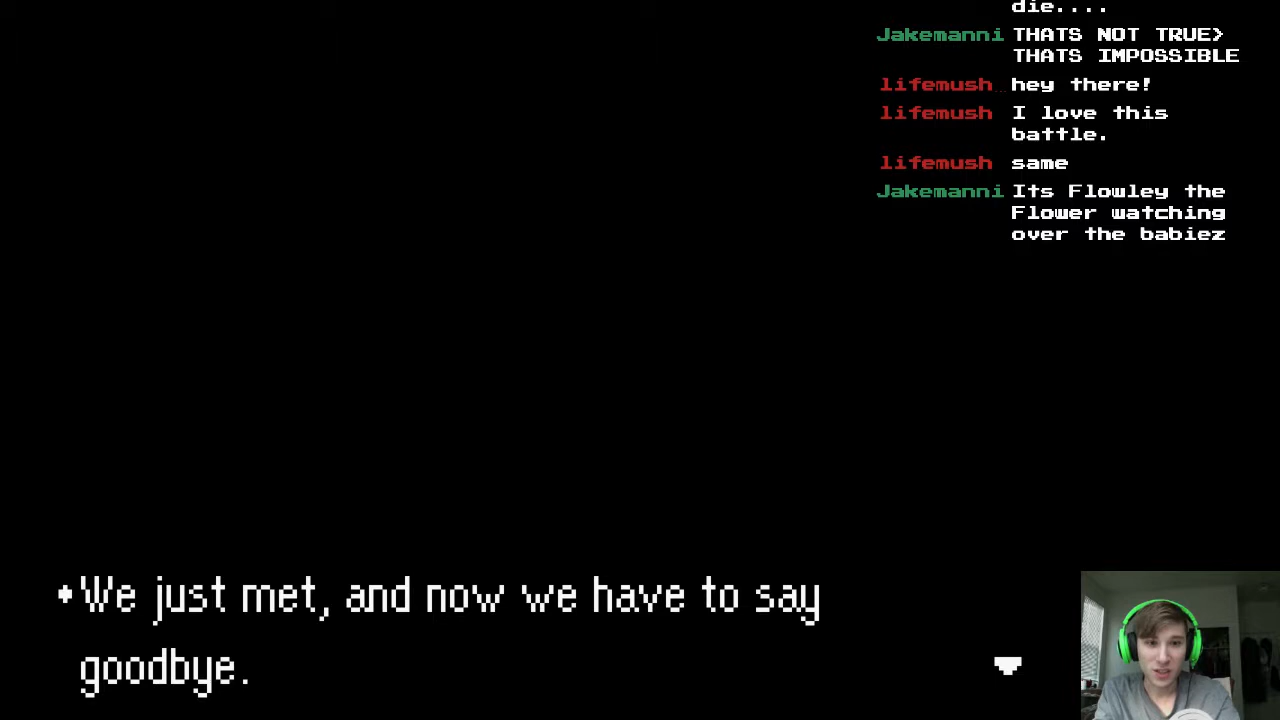 die....
Jakemanni THATS NOT TRUE>
THATS IMPOSSIBLE
lifemush hey there!
lifemush I love this
battle.
lifemush same
Jakemanni Its Flowley the
Flower watching
over the babiez
•We just met, and now we have to say
goodbye.